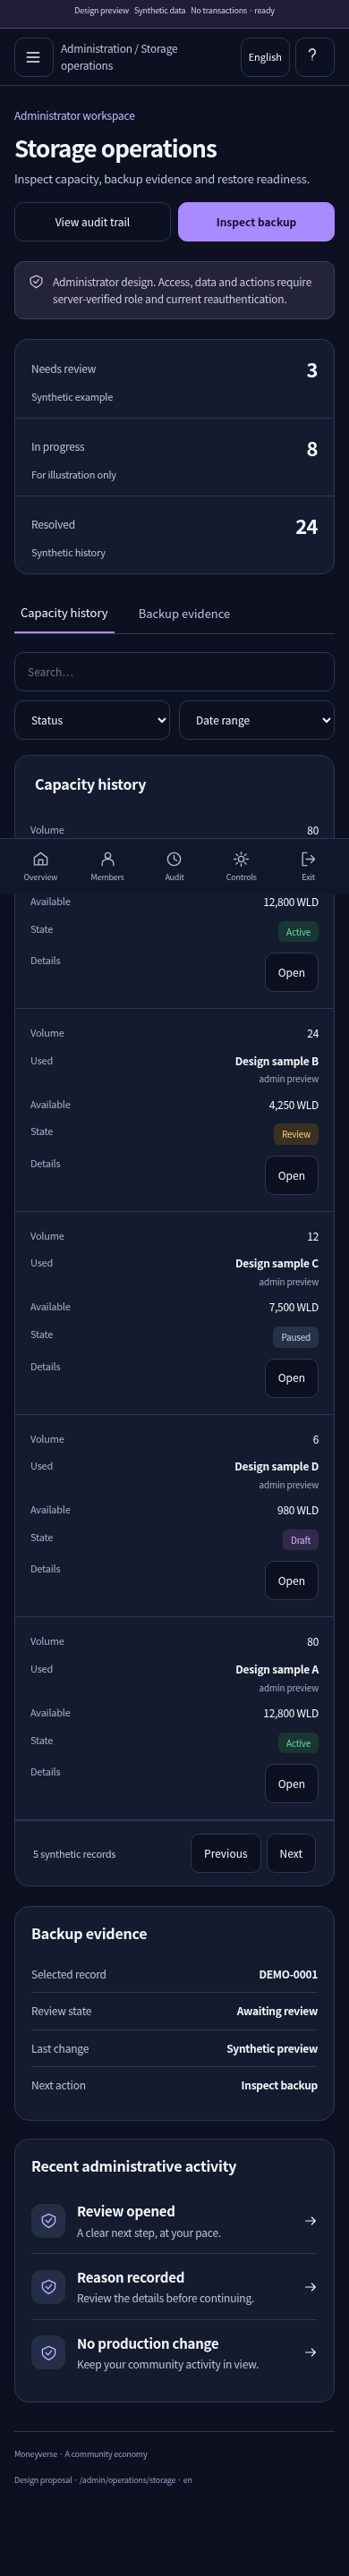 Design preview Synthetic data No transactions · ready
Administration / Storage
operations
English
?
Administrator workspace
Storage operations
Inspect capacity, backup evidence and restore readiness.
View audit trail
Inspect backup
Administrator design. Access, data and actions require
server-verified role and current reauthentication.
Needs review
3
Synthetic example
In progress
8
For illustration only
Resolved
24
Synthetic history
Capacity history
Backup evidence
Search...
Status
Date range
Capacity history
Volume
80
Overview
Members
Audit
Controls
Exit
Available
12,800 WLD
State
Active
Details
Open
Volume
24
Used
Design sample B
admin preview
Available
4,250 WLD
State
Review
Details
Open
Volume
12
Used
Design sample C
admin preview
Available
7,500 WLD
State
Paused
Details
Open
Volume
6
Used
Design sample D
admin preview
Available
980 WLD
State
Draft
Details
Open
Volume
80
Used
Design sample A
admin preview
Available
12,800 WLD
State
Active
Details
Open
5 synthetic records
Previous
Next
Backup evidence
Selected record
DEMO-0001
Review state
Awaiting review
Last change
Synthetic preview
Next action
Inspect backup
Recent administrative activity
Review opened
A clear next step, at your pace.
Reason recorded
Review the details before continuing.
No production change
Keep your community activity in view.
Moneyverse · A community economy
Design proposal · /admin/operations/storage · en